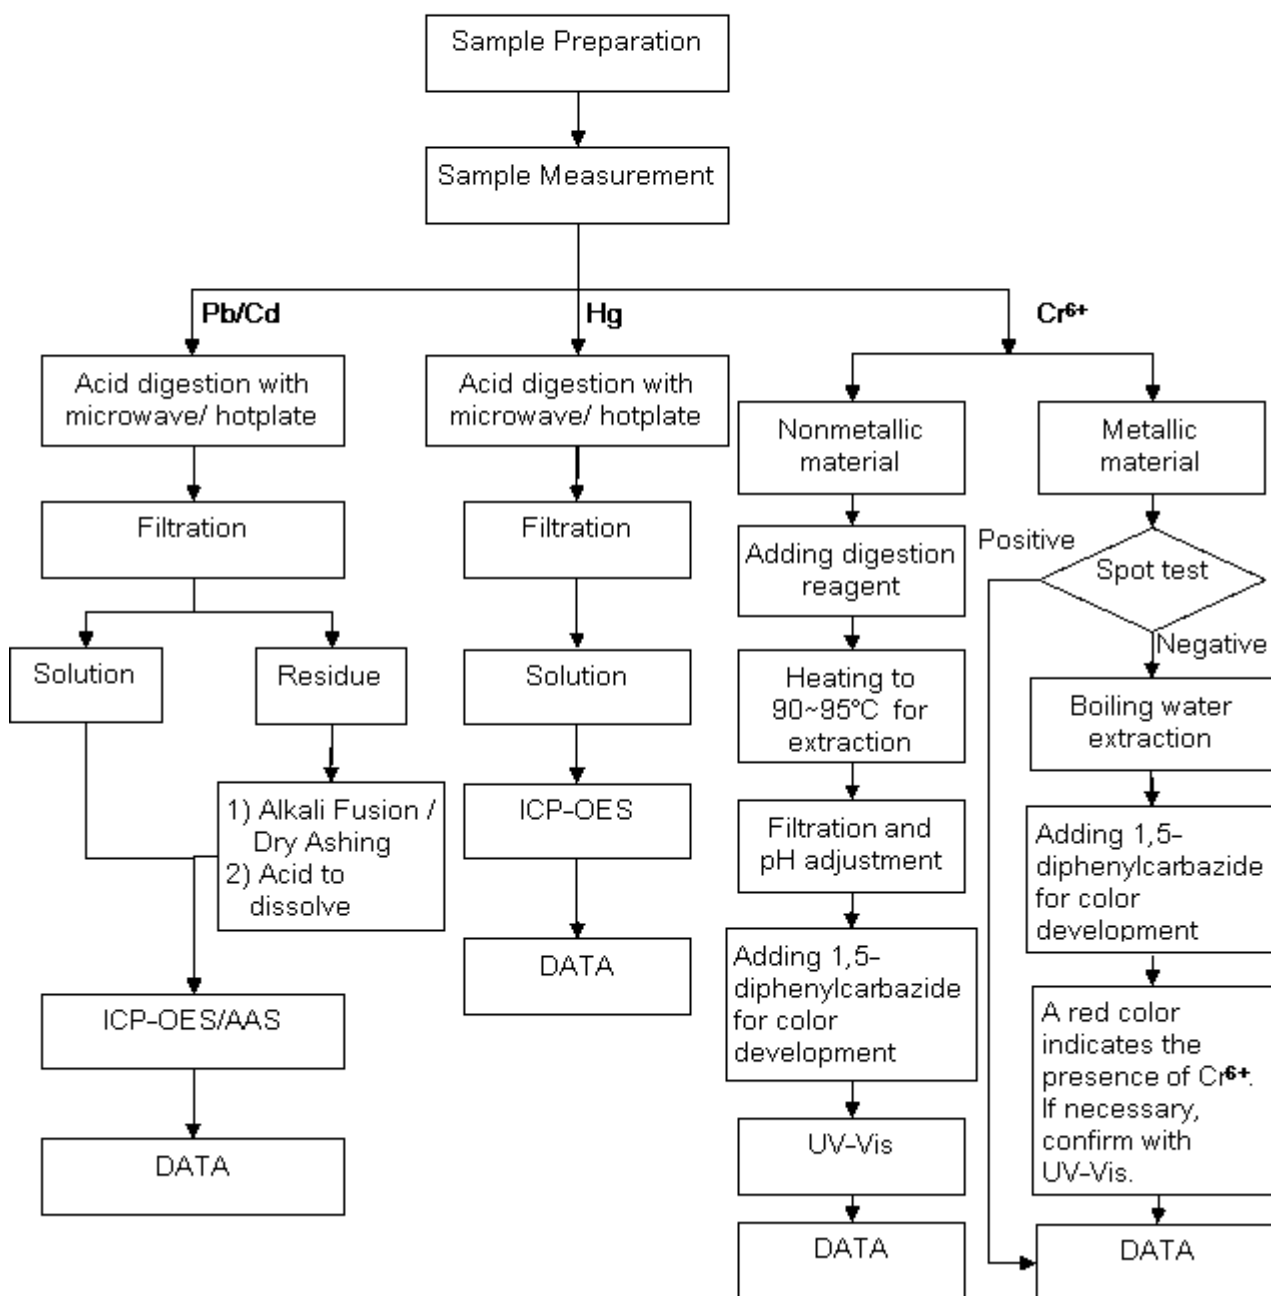 Sample Preparation
Sample Measurement
Pb/Cd
Hg
Cr⁶⁺
Acid digestion with
microwave/ hotplate
Filtration
Solution
Residue
1) Alkali Fusion /
Dry Ashing
2) Acid to
dissolve
ICP-OES/AAS
DATA
Acid digestion with
microwave/ hotplate
Filtration
Solution
ICP-OES
DATA
Nonmetallic
material
Adding digestion
reagent
Heating to
90~95°C for
extraction
Filtration and
pH adjustment
Adding 1,5-
diphenylcarbazide
for color
development
UV-Vis
DATA
Metallic
material
Positive
Spot test
Negative
Boiling water
extraction
Adding 1,5-
diphenylcarbazide
for color
development
A red color
indicates the
presence of Cr⁶⁺.
If necessary,
confirm with
UV-Vis.
DATA